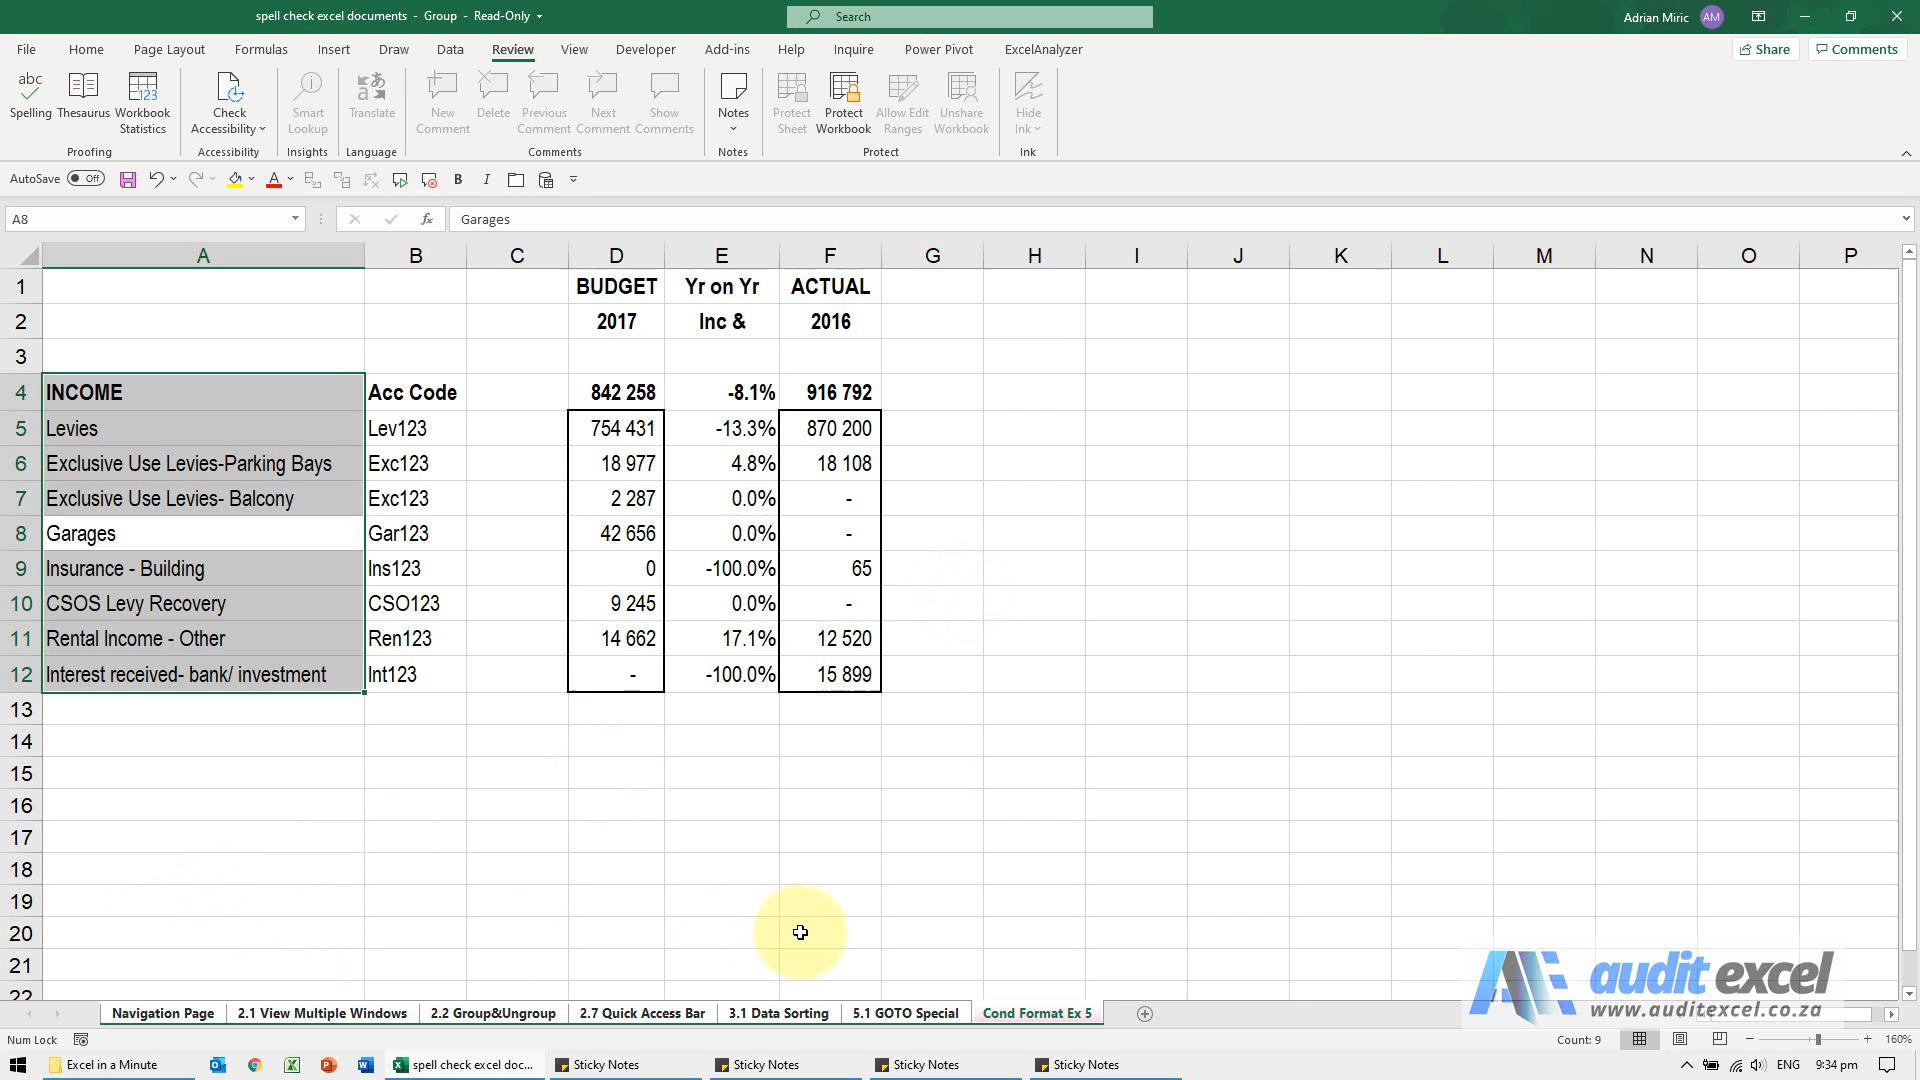 spell check excel documents - Group - Read-Only
Search
Adrian Miric AM
File Home Page Layout Formulas Insert Draw Data Review View Developer Add-ins Help Inquire Power Pivot ExcelAnalyzer
Share Comments
abc
123
Spelling Thesaurus Workbook Statistics
Check Accessibility
Smart Lookup
Translate
New Comment
Delete
Previous Comment
Next Comment
Show Comments
Notes
Protect Sheet
Protect Workbook
Allow Edit Ranges
Unshare Workbook
Hide Ink
Proofing Accessibility Insights Language Comments Notes Protect Ink
AutoSave Off
B I
A8 fx Garages
A B C D E F G H I J K L M N O P
1 BUDGET Yr on Yr ACTUAL
2 2017 Inc & 2016
3
4 INCOME Acc Code 842 258 -8.1% 916 792
5 Levies Lev123 754 431 -13.3% 870 200
6 Exclusive Use Levies-Parking Bays Exc123 18 977 4.8% 18 108
7 Exclusive Use Levies- Balcony Exc123 2 287 0.0% -
8 Garages Gar123 42 656 0.0% -
9 Insurance - Building Ins123 0 -100.0% 65
10 CSOS Levy Recovery CSO123 9 245 0.0% -
11 Rental Income - Other Ren123 14 662 17.1% 12 520
12 Interest received- bank/ investment Int123 - -100.0% 15 899
13
14
15
16
17
18
19
20
21
22
audit excel
www.auditexcel.co.za
Navigation Page 2.1 View Multiple Windows 2.2 Group&Ungroup 2.7 Quick Access Bar 3.1 Data Sorting 5.1 GOTO Special Cond Format Ex 5
Num Lock Count: 9 160%
Excel in a Minute spell check excel doc... Sticky Notes Sticky Notes Sticky Notes Sticky Notes ENG 9:34 pm